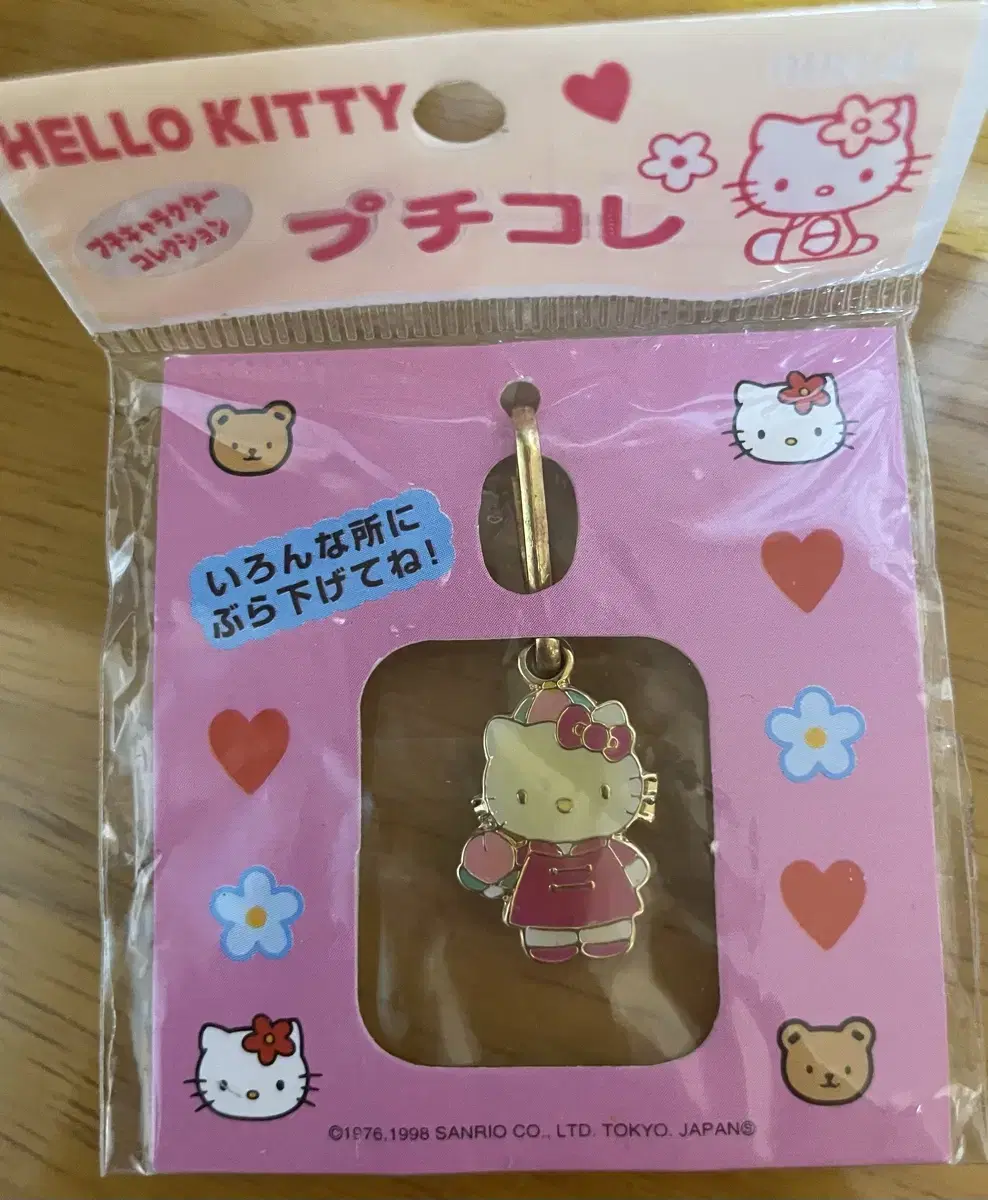 HELLO KITTY
プチキャラクター
コレクション
プチコレ
いろんな所に
ぶら下げてね!
©1976,1998 SANRIO CO., LTD. TOKYO. JAPANⓈ